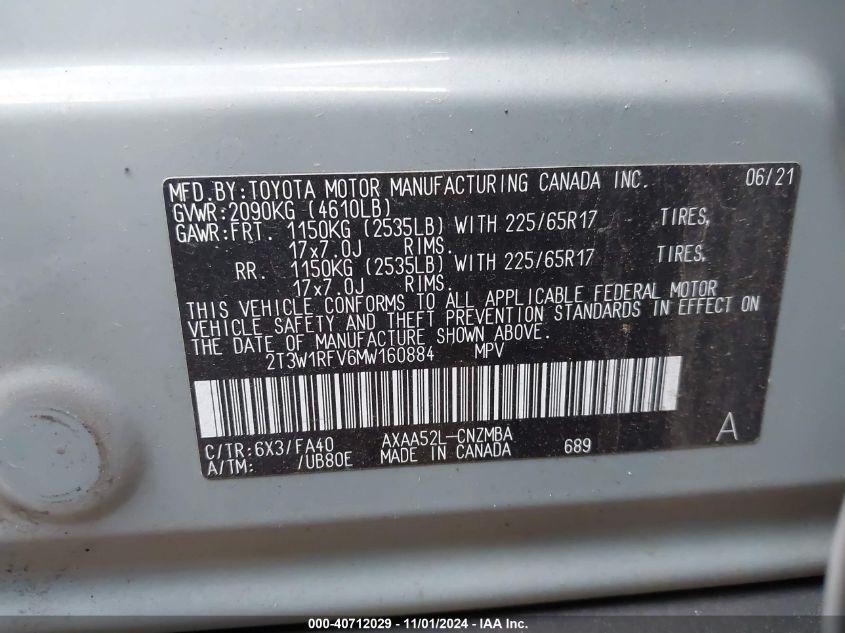 MFD. BY: TOYOTA MOTOR MANUFACTURING CANADA INC. 06/21
GVWR: 2090KG (4610LB)
GAWR: FRT. 1150KG (2535LB) WITH 225/65R17 TIRES,
17x7.0J RIMS.
RR. 1150KG (2535LB) WITH 225/65R17 TIRES,
17x7.0J RIMS.
THIS VEHICLE CONFORMS TO ALL APPLICABLE FEDERAL MOTOR
VEHICLE SAFETY AND THEFT PREVENTION STANDARDS IN EFFECT ON
THE DATE OF MANUFACTURE SHOWN ABOVE.
2T3W1RFV6MW160884 MPV
C/TR: 6X3/FA40 AXAA52L-CNZMBA A
A/TM: /UB80E MADE IN CANADA 689
000-40712029 - 11/01/2024 - IAA Inc.